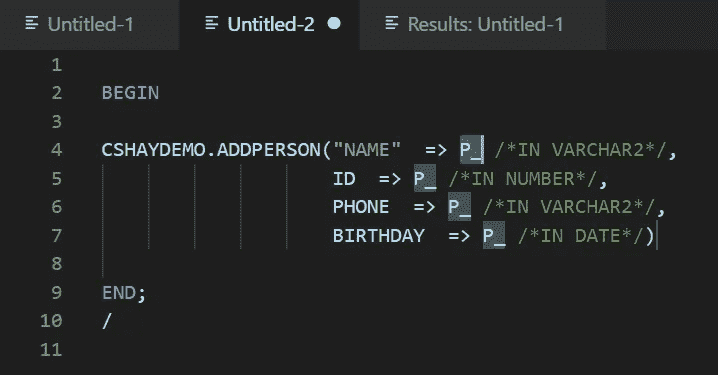 Untitled-1 Untitled-2 Results: Untitled-1
1
2 BEGIN
3
4 CSHAYDEMO.ADDPERSON("NAME" => P_ /*IN VARCHAR2*/,
5 ID => P_ /*IN NUMBER*/,
6 PHONE => P_ /*IN VARCHAR2*/,
7 BIRTHDAY => P_ /*IN DATE*/)
8
9 END;
10 /
11